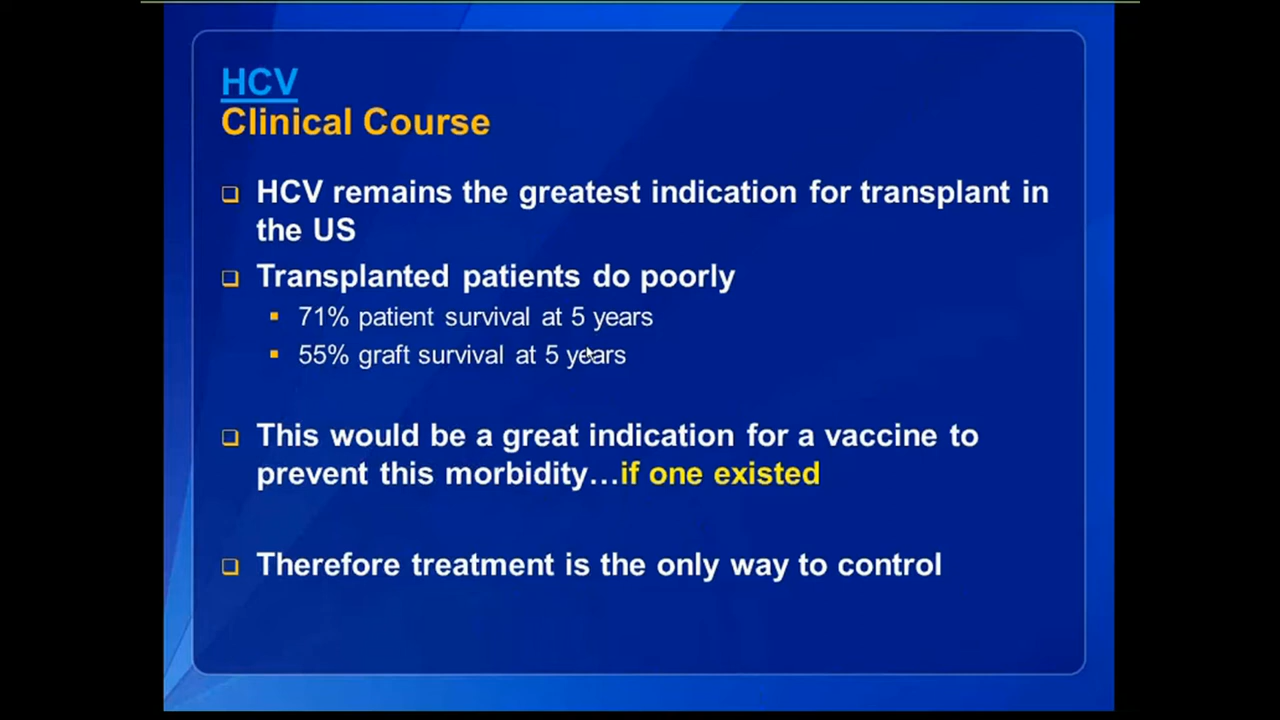 HCV
Clinical Course
HCV remains the greatest indication for transplant in
the US
Transplanted patients do poorly
71% patient survival at 5 years
55% graft survival at 5 years
This would be a great indication for a vaccine to
prevent this morbidity…if one existed
Therefore treatment is the only way to control